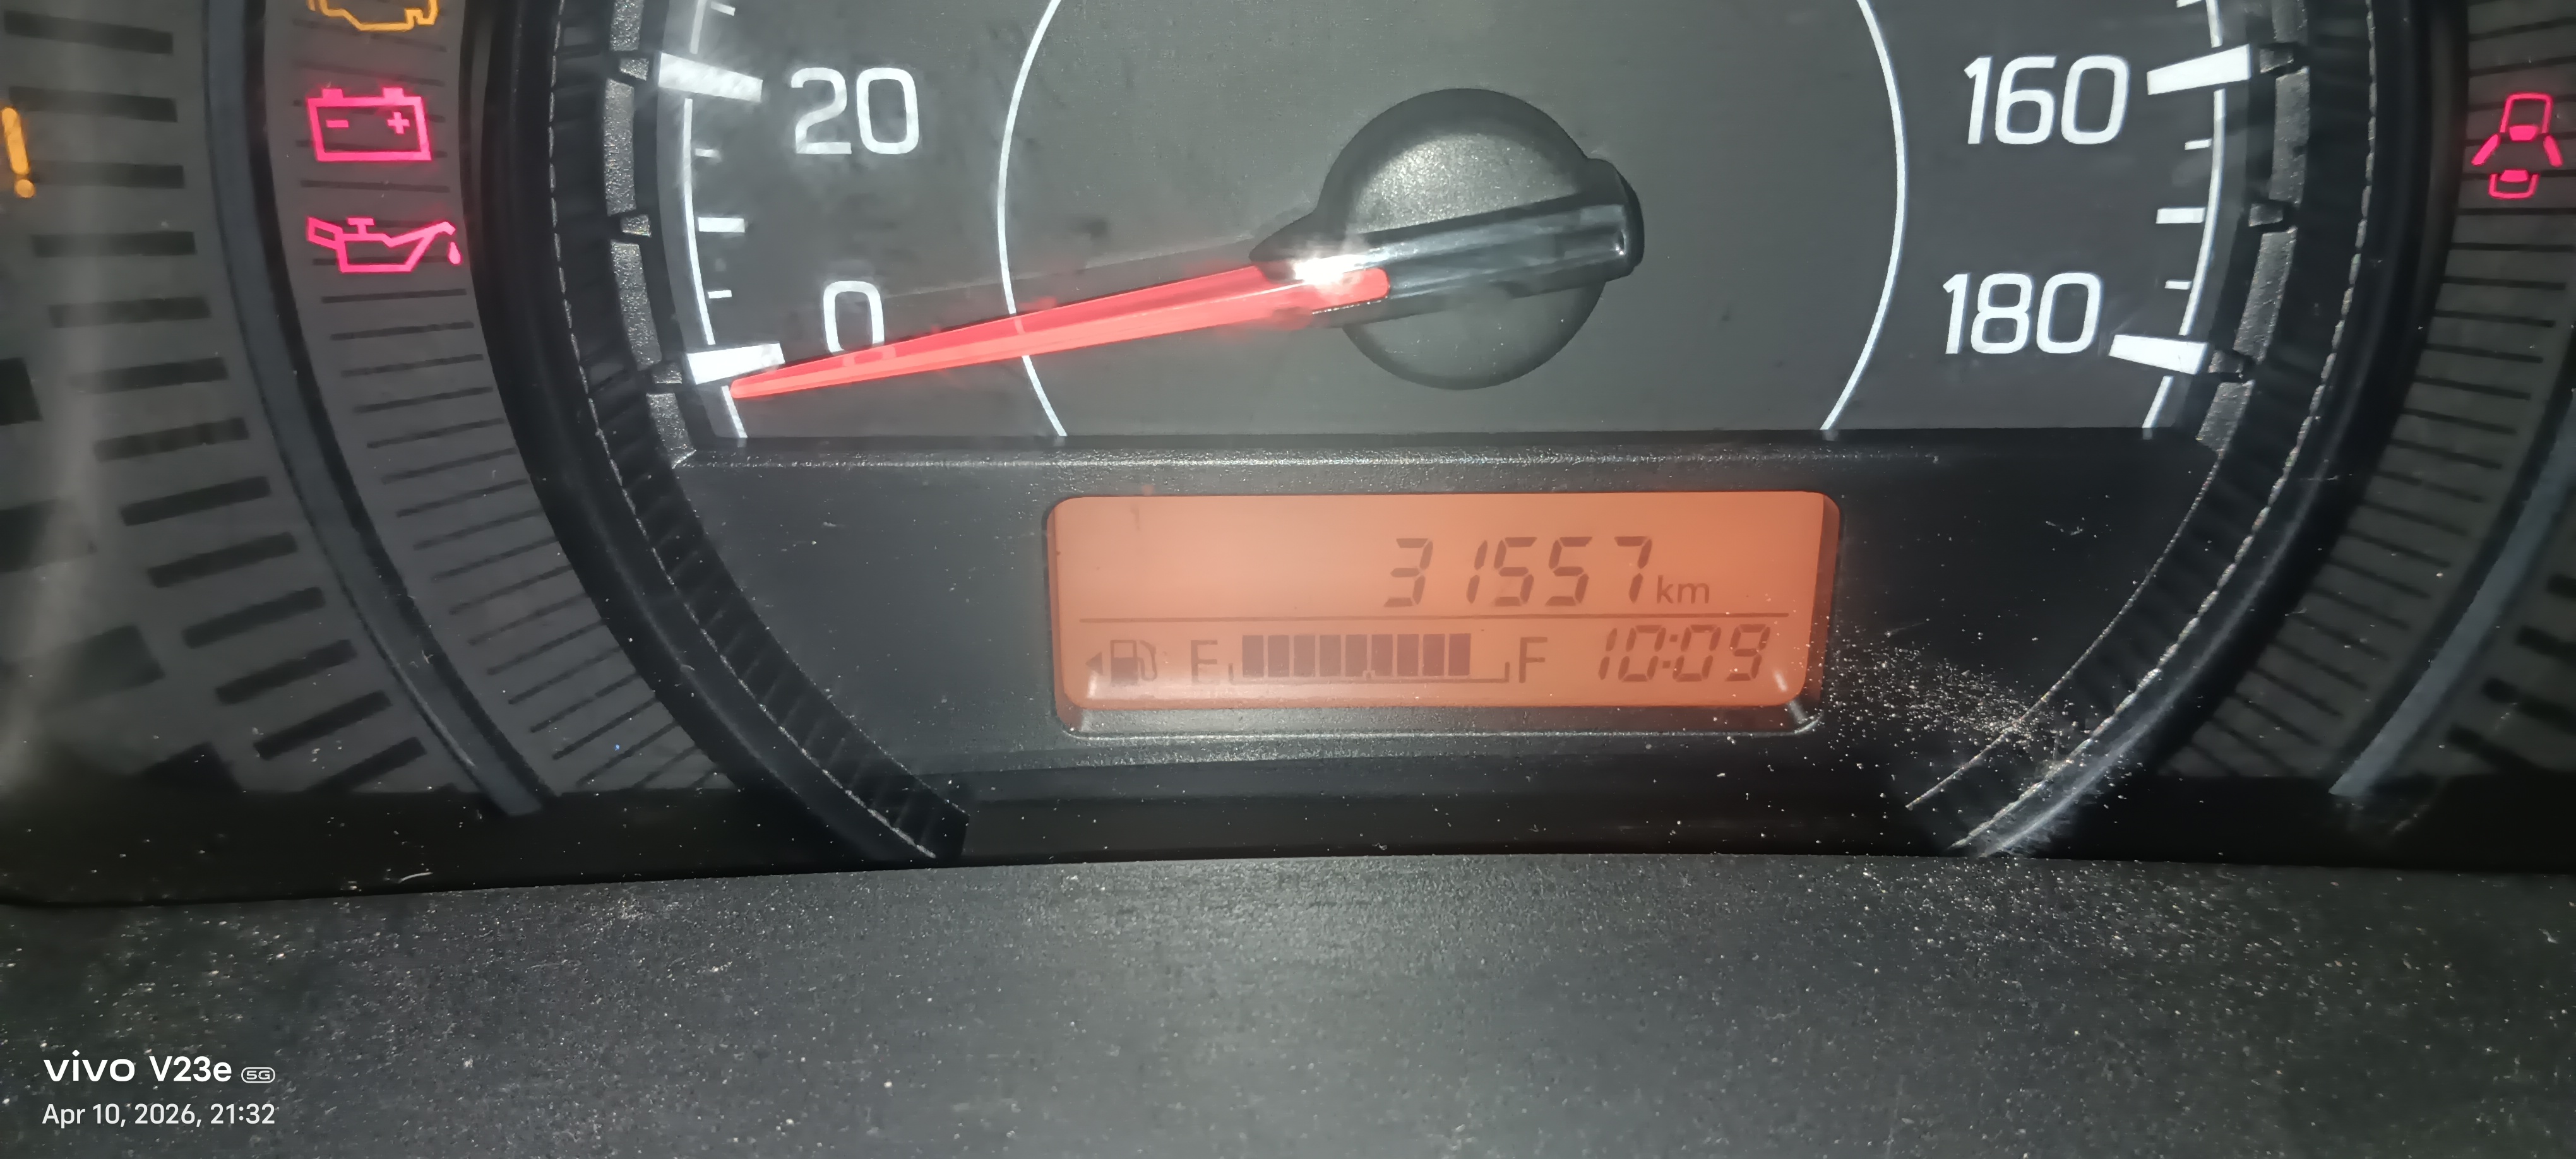 20
160
0
180
31557 km
E F 10:09
vivo V23e 5G
Apr 10, 2026, 21:32